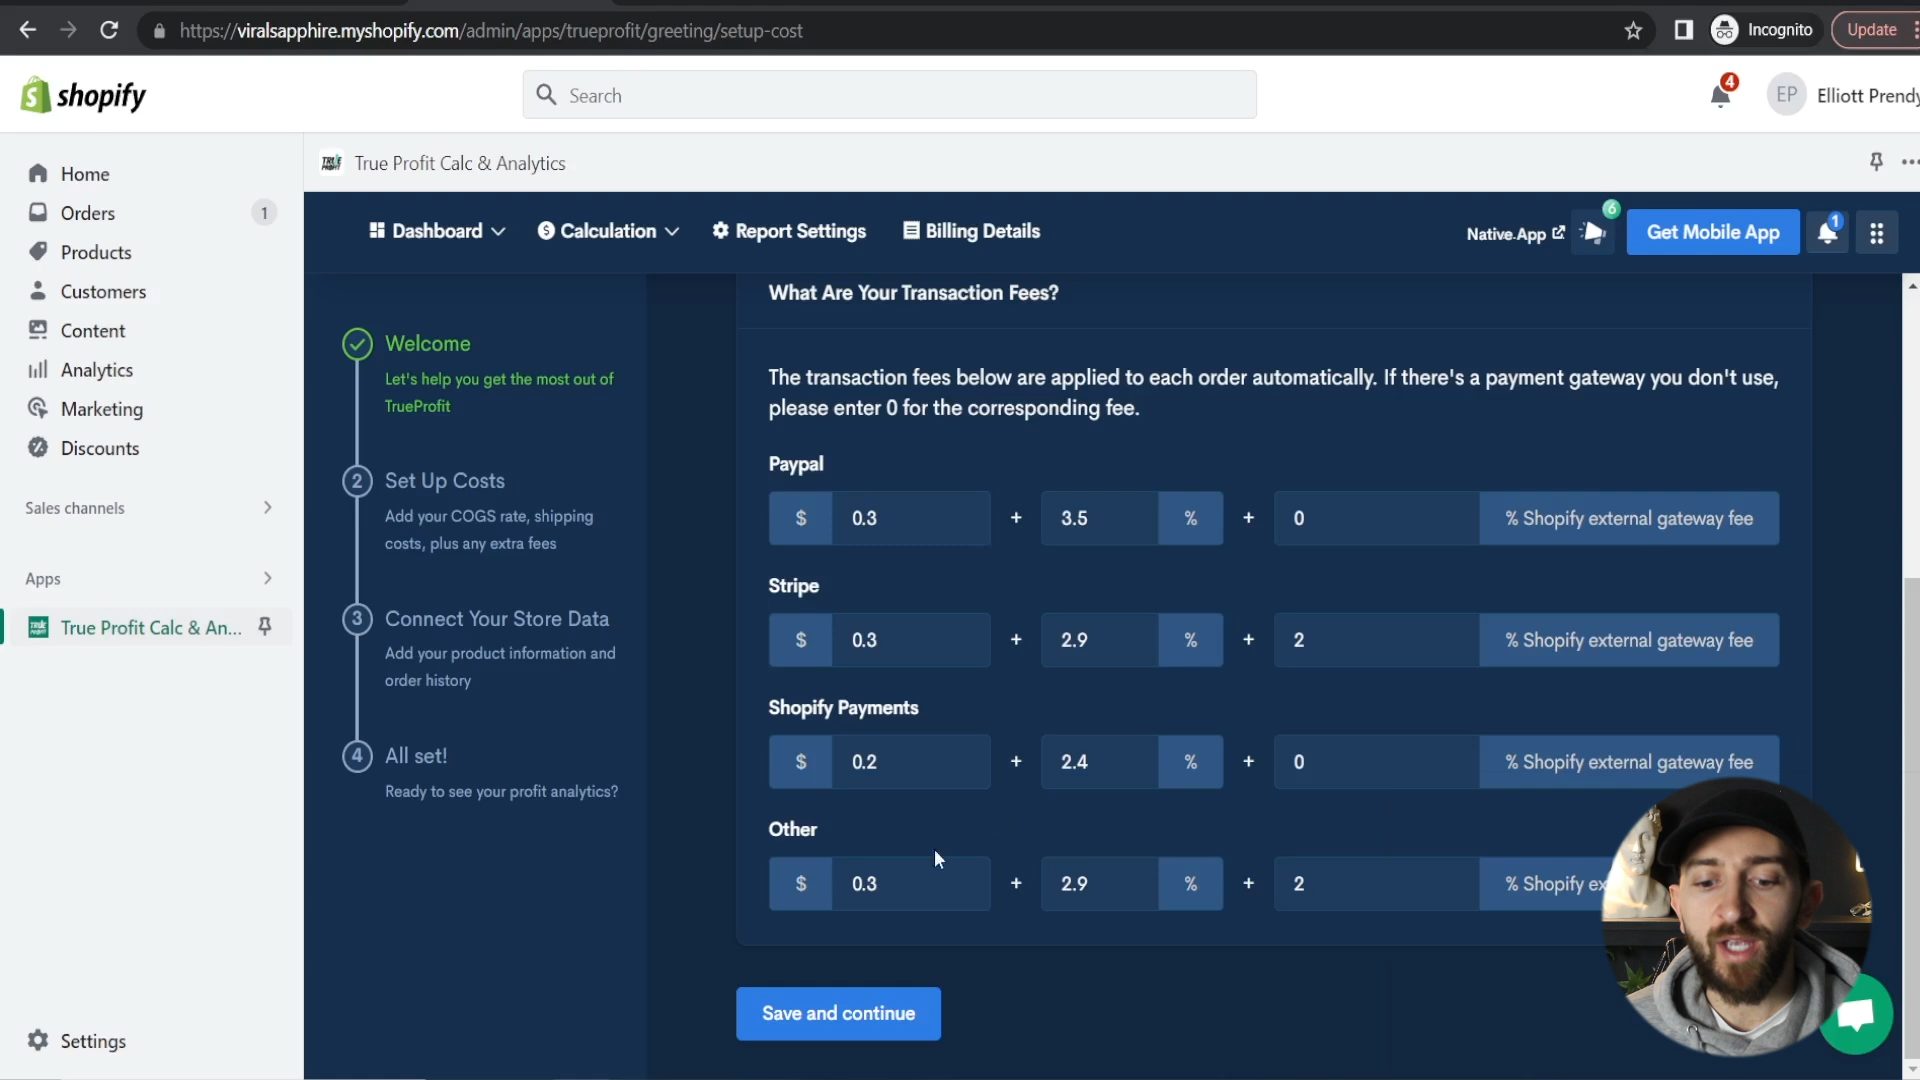 https://viralsapphire.myshopify.com/admin/apps/trueprofit/greeting/setup-cost
Incognito
Update
shopify
Search
4
EP
Elliott Prendy
Home
Orders
1
Products
Customers
Content
Analytics
Marketing
Discounts
Sales channels
Apps
True Profit Calc & An...
Settings
TRUE PROFIT
True Profit Calc & Analytics
Dashboard
Calculation
Report Settings
Billing Details
Native App
6
Get Mobile App
1
Welcome
Let's help you get the most out of
TrueProfit
2
Set Up Costs
Add your COGS rate, shipping
costs, plus any extra fees
3
Connect Your Store Data
Add your product information and
order history
4
All set!
Ready to see your profit analytics?
What Are Your Transaction Fees?
The transaction fees below are applied to each order automatically. If there's a payment gateway you don't use,
please enter 0 for the corresponding fee.
Paypal
$ 0.3 + 3.5 % + 0 % Shopify external gateway fee
Stripe
$ 0.3 + 2.9 % + 2 % Shopify external gateway fee
Shopify Payments
$ 0.2 + 2.4 % + 0 % Shopify external gateway fee
Other
$ 0.3 + 2.9 % + 2 % Shopify ex
Save and continue